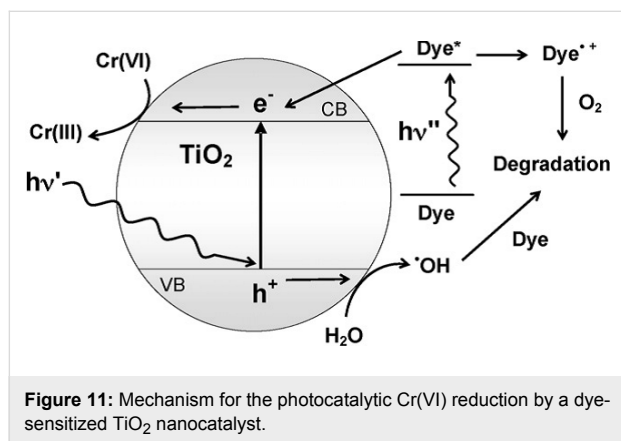 Cr(VI)
Cr(III)
hν'
e⁻
CB
TiO₂
VB
h⁺
H₂O
•OH
Dye*
hν"
Dye
Dye•⁺
O₂
Degradation
Dye
Figure 11: Mechanism for the photocatalytic Cr(VI) reduction by a dye-
sensitized TiO₂ nanocatalyst.